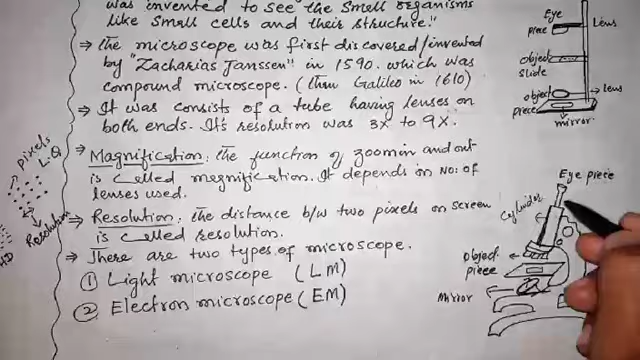 was invented to see the small organisms
like small cells and their structure."
→ the microscope was first discovered/invented
by "Zacharias Janssen" in 1590. which was
compound microscope. (then Galileo in 1610)
→ It was consists of a tube having lenses on
both ends. It's resolution was 3x to 9x.
→ Magnification: the function of zoomin and out
is called megnification. It depends on No: of
lenses used.
→ Resolution: the distance b/w two pixels on screen
is called resolution.
→ There are two types of microscope.
① Light microscope (LM)
② Electron microscope (EM)
pixels
L.Q
Resolution
HD
Eye
piece
Lens
object
slide
object
piece
lens
mirror
Eye piece
Cylinder
Object
piece
Mirror